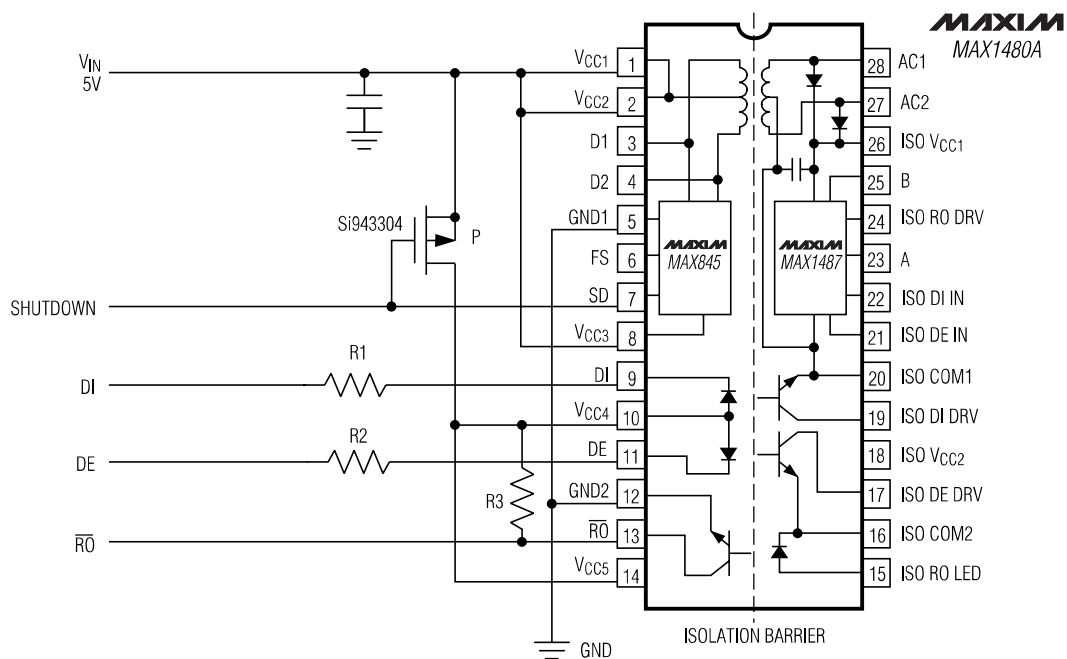 MAXIM
MAX1480A
VIN
5V
SHUTDOWN
DI
DE
RO
Si943304
P
R1
R2
R3
GND
VCC1
VCC2
D1
D2
GND1
FS
SD
VCC3
DI
VCC4
DE
GND2
RO
VCC5
1
2
3
4
5
6
7
8
9
10
11
12
13
14
MAXIM
MAX845
MAXIM
MAX1487
28 AC1
27 AC2
26 ISO VCC1
25 B
24 ISO RO DRV
23 A
22 ISO DI IN
21 ISO DE IN
20 ISO COM1
19 ISO DI DRV
18 ISO VCC2
17 ISO DE DRV
16 ISO COM2
15 ISO RO LED
ISOLATION BARRIER